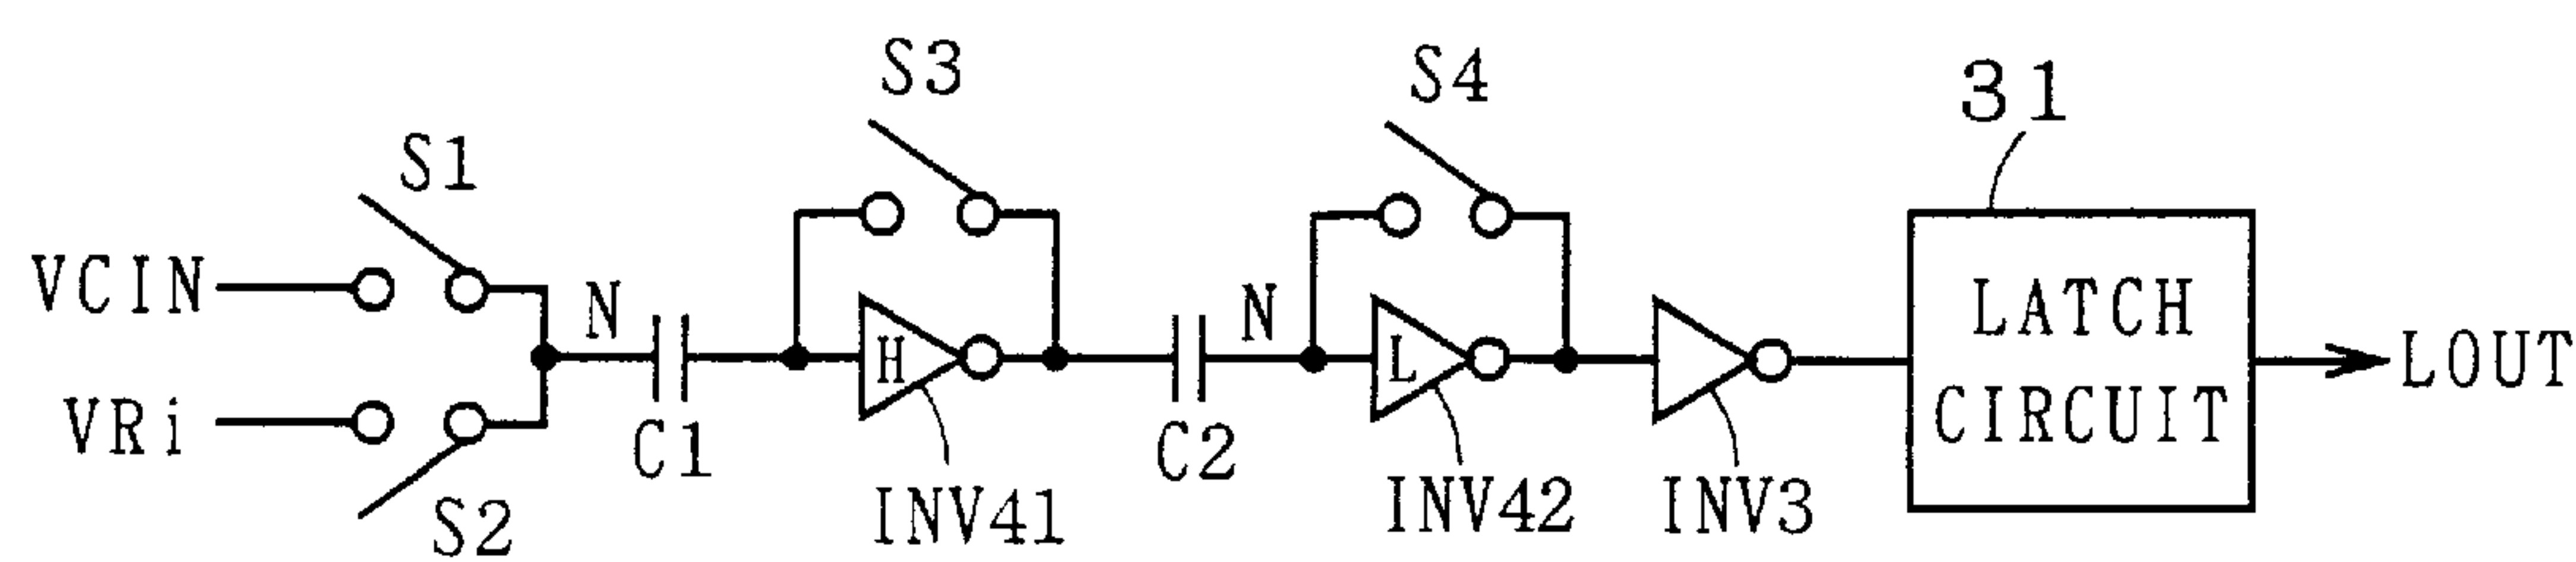 S3
S4
31
S1
VCIN
N
H
N
L
LATCH
CIRCUIT
LOUT
VRi
C1
C2
S2
INV41
INV42
INV3